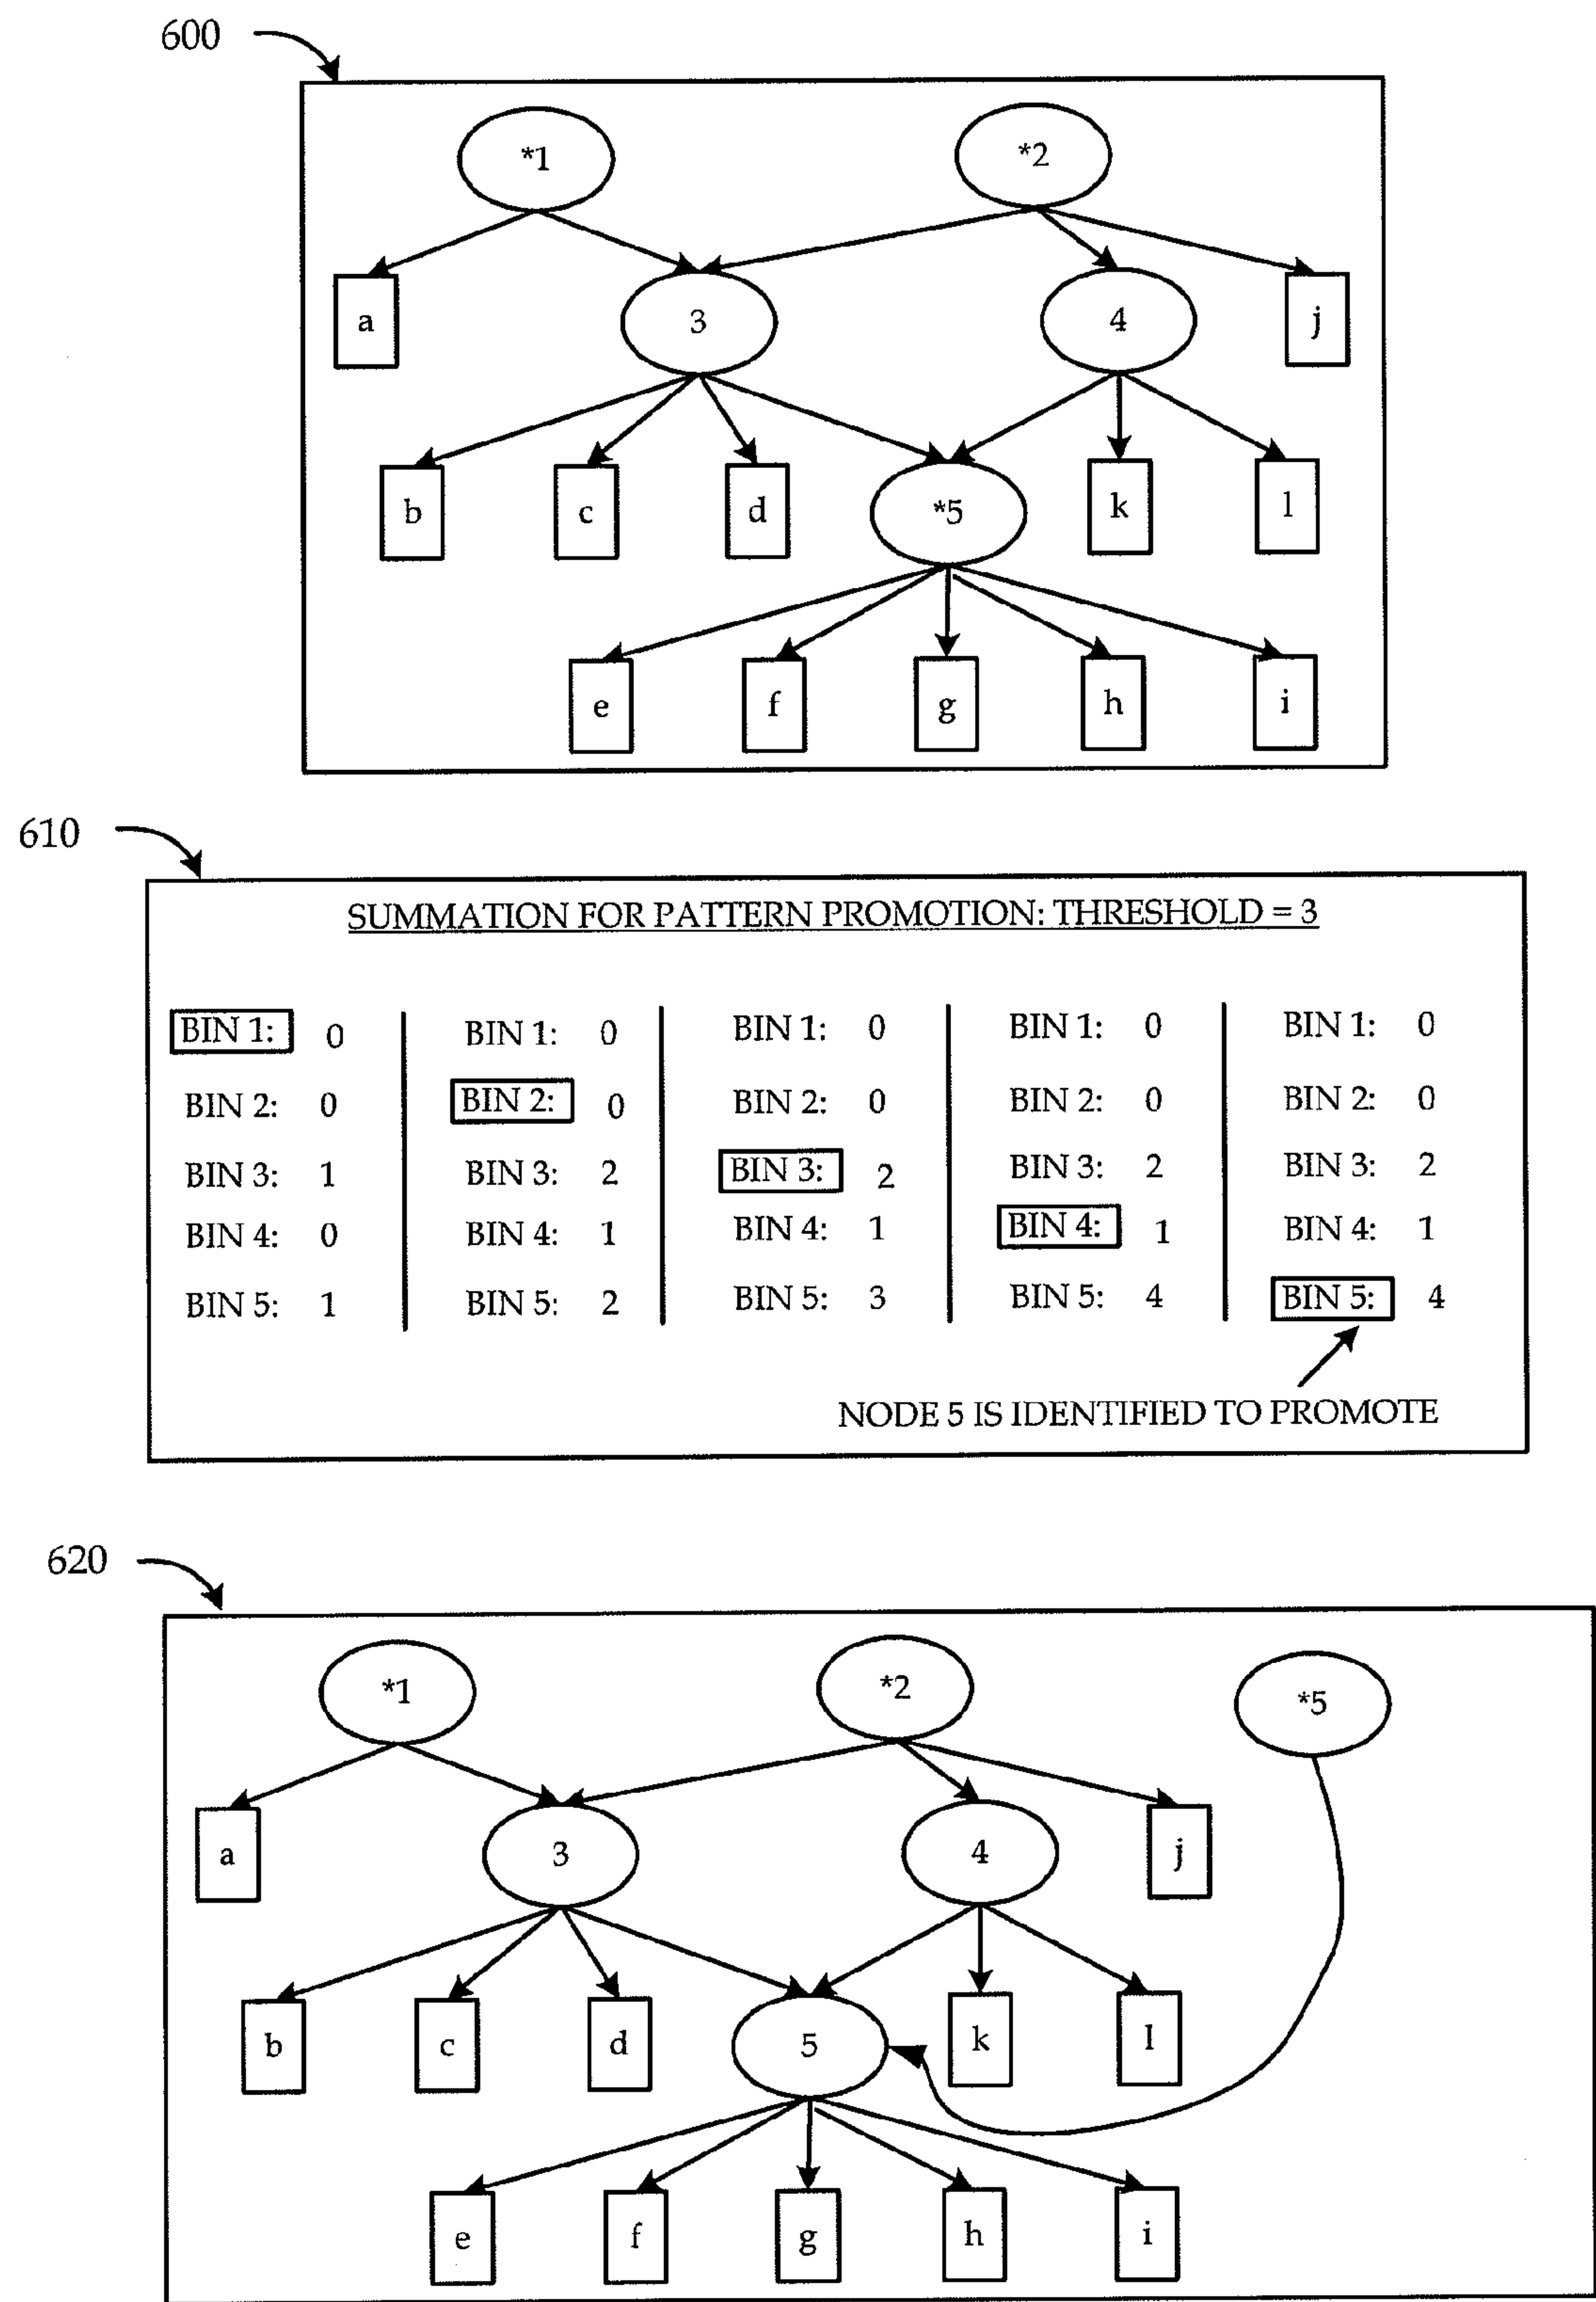 600
*1 *2
a 3 4 j
b c d *5 k l
e f g h i
610
SUMMATION FOR PATTERN PROMOTION: THRESHOLD = 3
BIN 1: 0 BIN 1: 0 BIN 1: 0 BIN 1: 0 BIN 1: 0
BIN 2: 0 BIN 2: 0 BIN 2: 0 BIN 2: 0 BIN 2: 0
BIN 3: 1 BIN 3: 2 BIN 3: 2 BIN 3: 2 BIN 3: 2
BIN 4: 0 BIN 4: 1 BIN 4: 1 BIN 4: 1 BIN 4: 1
BIN 5: 1 BIN 5: 2 BIN 5: 3 BIN 5: 4 BIN 5: 4
NODE 5 IS IDENTIFIED TO PROMOTE
620
*1 *2 *5
a 3 4 j
b c d 5 k l
e f g h i